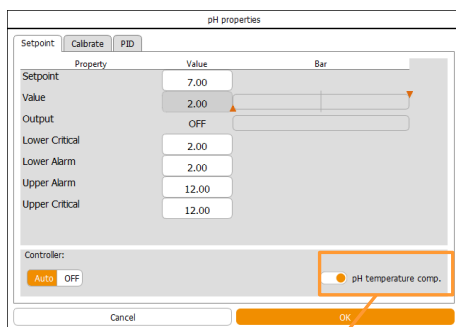 pH properties
Setpoint Calibrate PID
Property Value Bar
Setpoint 7.00
Value 2.00
Output OFF
Lower Critical 2.00
Lower Alarm 2.00
Upper Alarm 12.00
Upper Critical 12.00
Controller:
Auto OFF pH temperature comp.
Cancel OK